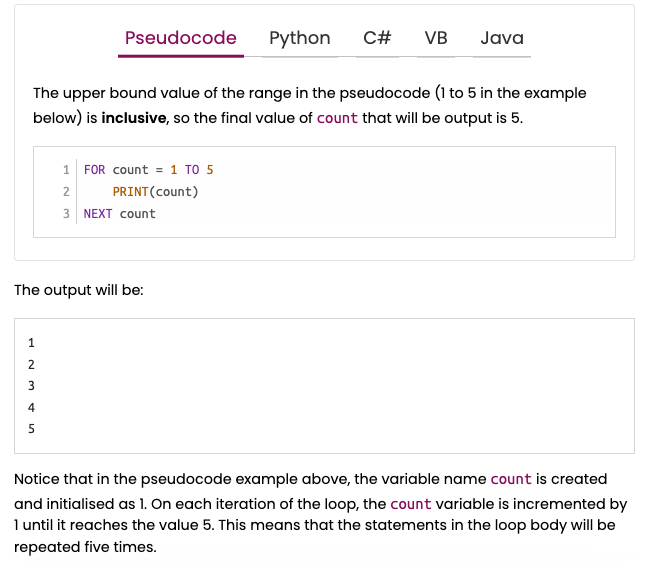 Pseudocode Python C# VB Java
The upper bound value of the range in the pseudocode (1 to 5 in the example
below) is inclusive, so the final value of count that will be output is 5.
1 FOR count = 1 TO 5
2 PRINT(count)
3 NEXT count
The output will be:
1
2
3
4
5
Notice that in the pseudocode example above, the variable name count is created
and initialised as 1. On each iteration of the loop, the count variable is incremented by
1 until it reaches the value 5. This means that the statements in the loop body will be
repeated five times.